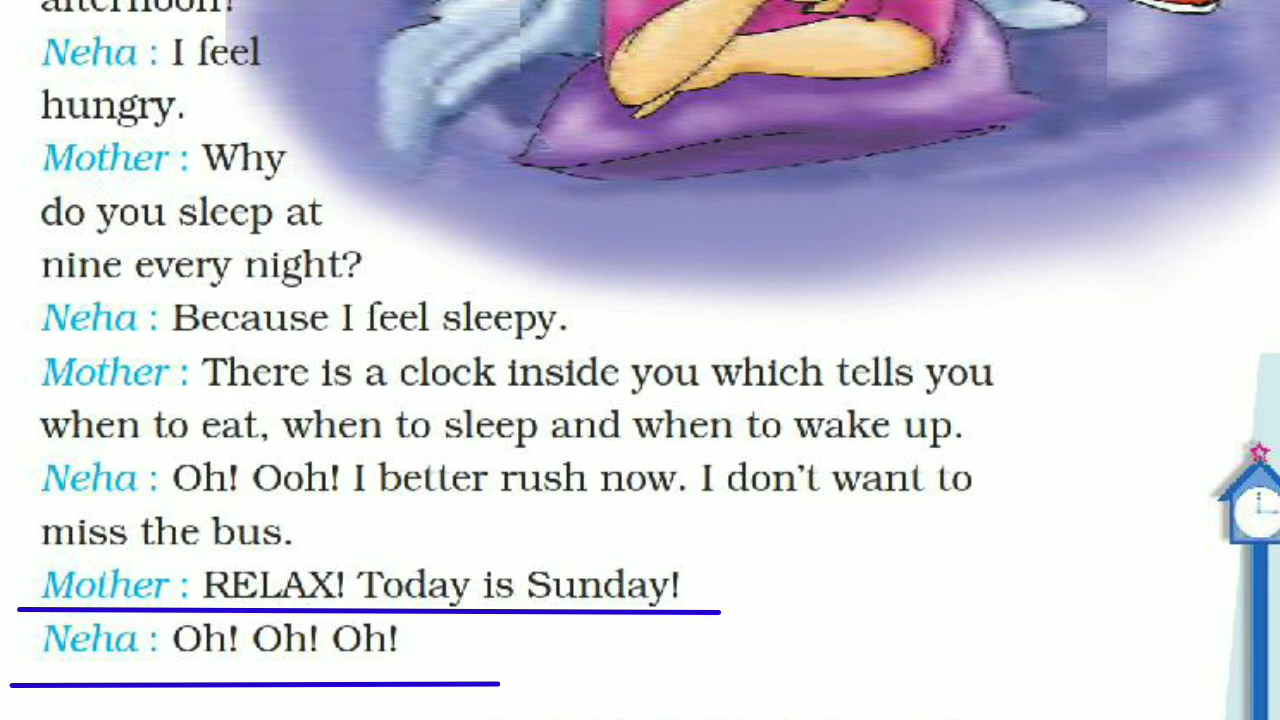 afternoon!
Neha : I feel
hungry.
Mother : Why
do you sleep at
nine every night?
Neha : Because I feel sleepy.
Mother : There is a clock inside you which tells you
when to eat, when to sleep and when to wake up.
Neha : Oh! Ooh! I better rush now. I don't want to
miss the bus.
Mother : RELAX! Today is Sunday!
Neha : Oh! Oh! Oh!